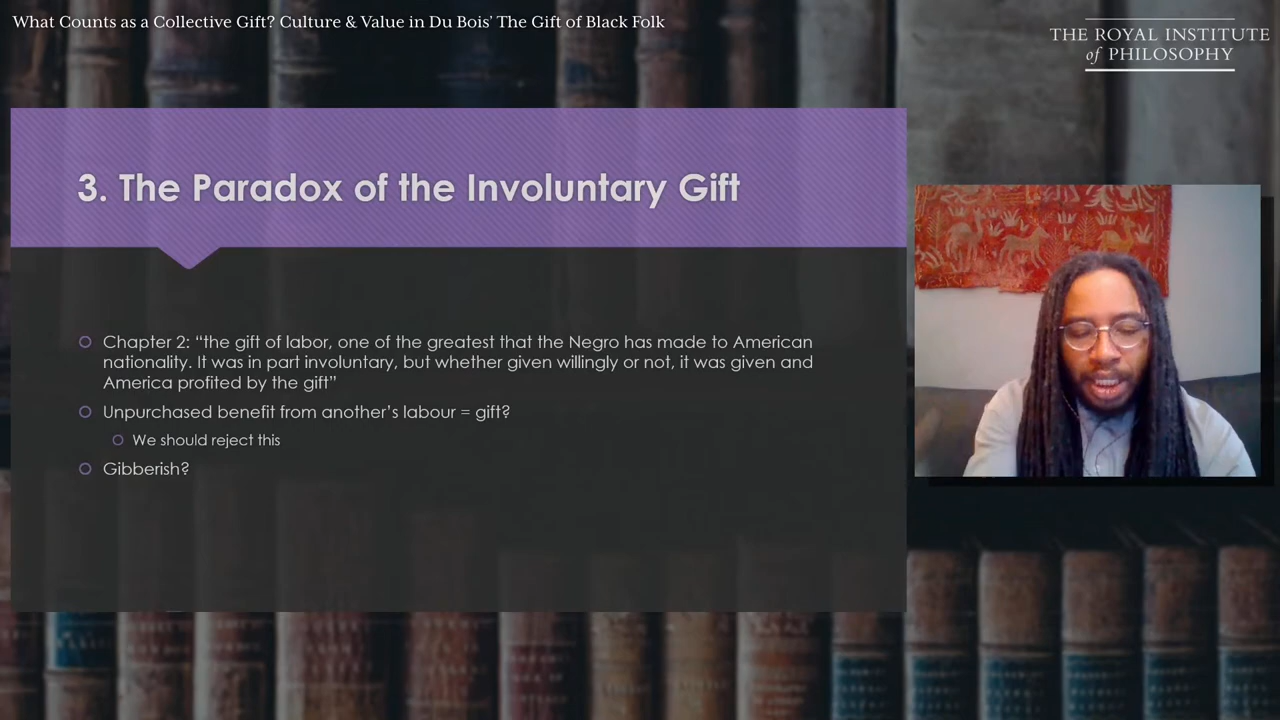 What Counts as a Collective Gift? Culture & Value in Du Bois’ The Gift of Black Folk
THE ROYAL INSTITUTE
of PHILOSOPHY
3. The Paradox of the Involuntary Gift
Chapter 2: “the gift of labor, one of the greatest that the Negro has made to American
nationality. It was in part involuntary, but whether given willingly or not, it was given and
America profited by the gift”
Unpurchased benefit from another’s labour = gift?
We should reject this
Gibberish?